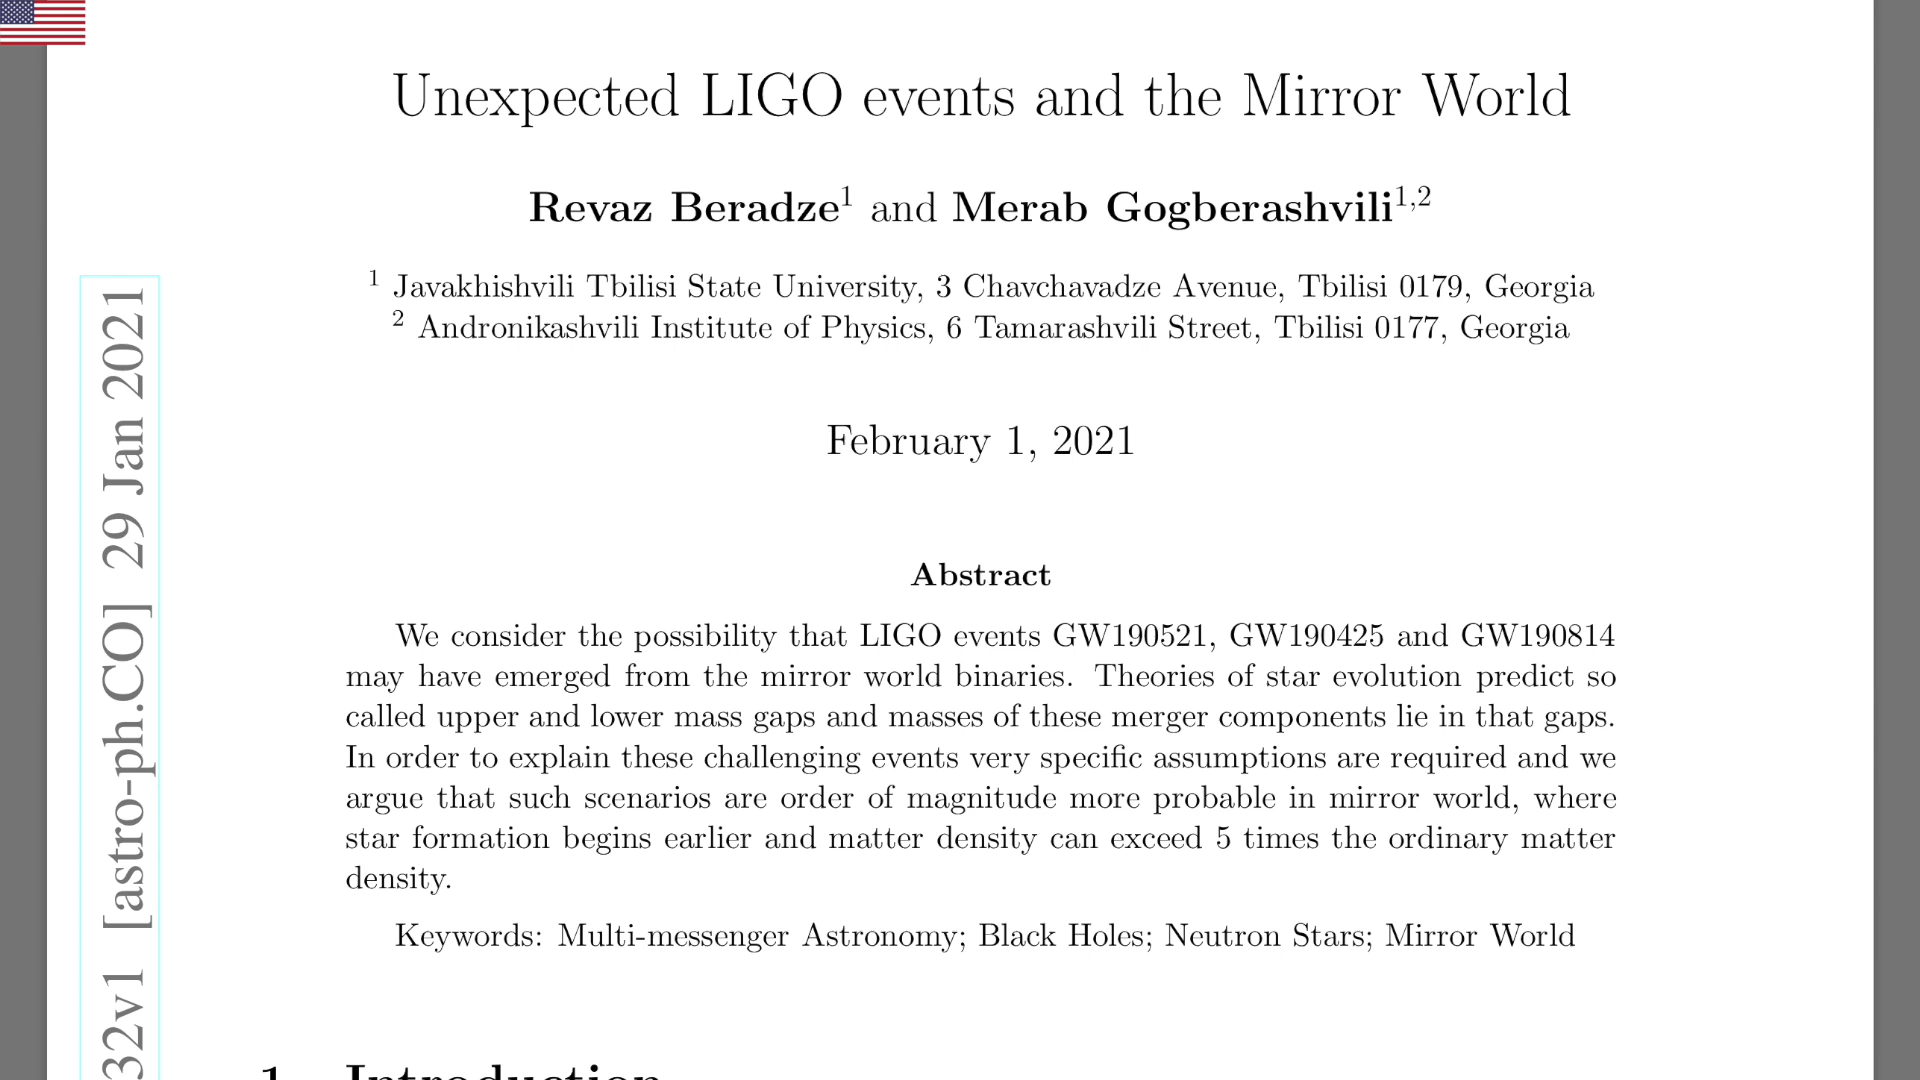 Unexpected LIGO events and the Mirror World
Revaz Beradze1 and Merab Gogberashvili1,2
1 Javakhishvili Tbilisi State University, 3 Chavchavadze Avenue, Tbilisi 0179, Georgia
2 Andronikashvili Institute of Physics, 6 Tamarashvili Street, Tbilisi 0177, Georgia
February 1, 2021
Abstract
We consider the possibility that LIGO events GW190521, GW190425 and GW190814
may have emerged from the mirror world binaries. Theories of star evolution predict so
called upper and lower mass gaps and masses of these merger components lie in that gaps.
In order to explain these challenging events very specific assumptions are required and we
argue that such scenarios are order of magnitude more probable in mirror world, where
star formation begins earlier and matter density can exceed 5 times the ordinary matter
density.
Keywords: Multi-messenger Astronomy; Black Holes; Neutron Stars; Mirror World
1 Introduction
32v1 [astro-ph.CO] 29 Jan 2021